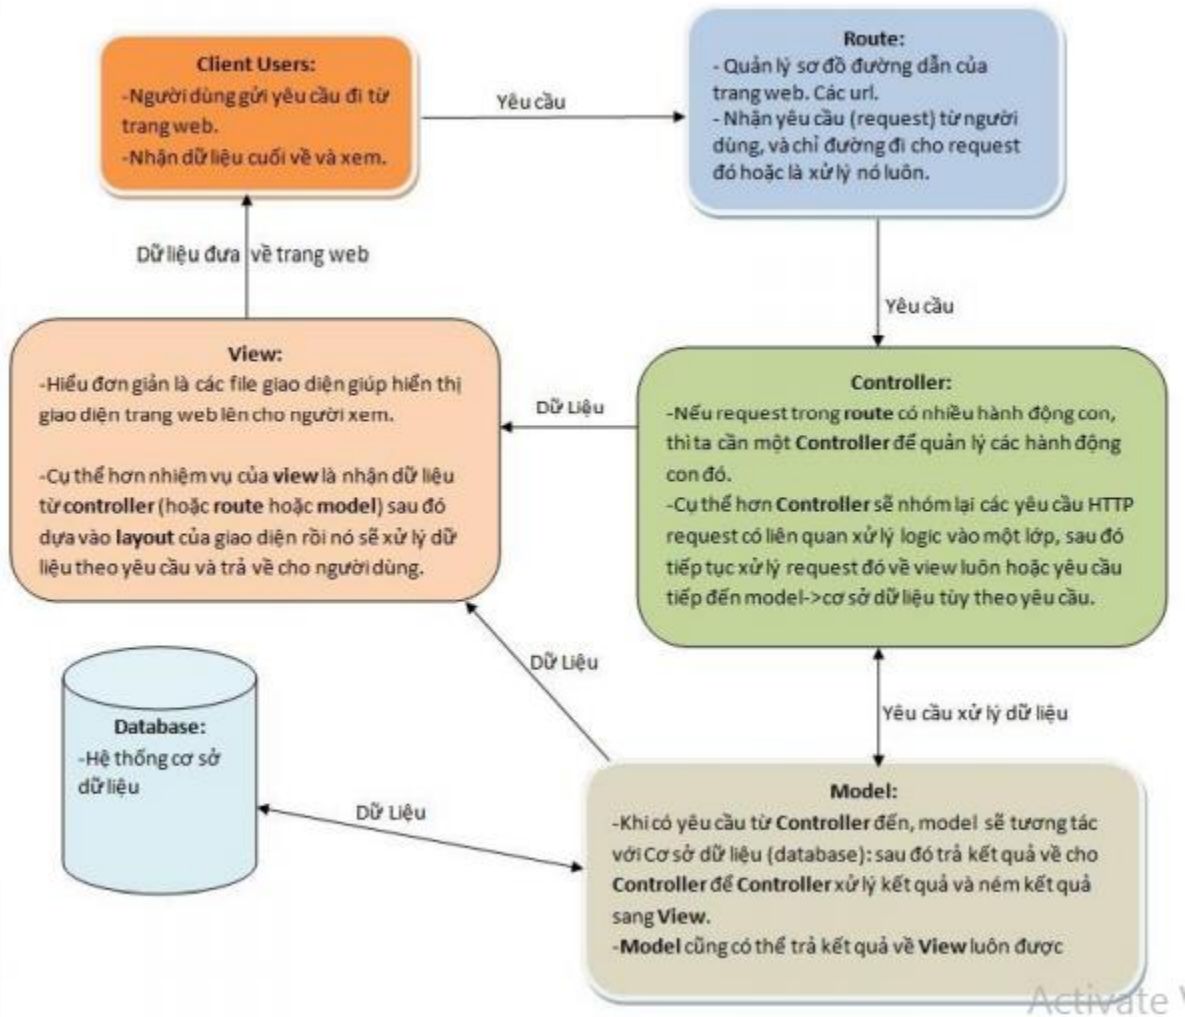 Client Users:
-Người dùng gửi yêu cầu đi từ
trang web.
-Nhận dữ liệu cuối về và xem.
Yêu cầu
Route:
- Quản lý sơ đồ đường dẫn của
trang web. Các url.
- Nhận yêu cầu (request) từ người
dùng, và chỉ đường đi cho request
đó hoặc là xử lý nó luôn.
Dữ liệu đưa về trang web
Yêu cầu
View:
-Hiểu đơn giản là các file giao diện giúp hiển thị
giao diện trang web lên cho người xem.
-Cụ thể hơn nhiệm vụ của view là nhận dữ liệu
từ controller (hoặc route hoặc model) sau đó
dựa vào layout của giao diện rồi nó sẽ xử lý dữ
liệu theo yêu cầu và trả về cho người dùng.
Dữ Liệu
Controller:
-Nếu request trong route có nhiều hành động con,
thì ta cần một Controller để quản lý các hành động
con đó.
-Cụ thể hơn Controller sẽ nhóm lại các yêu cầu HTTP
request có liên quan xử lý logic vào một lớp, sau đó
tiếp tục xử lý request đó về view luôn hoặc yêu cầu
tiếp đến model->cơ sở dữ liệu tùy theo yêu cầu.
Dữ Liệu
Yêu cầu xử lý dữ liệu
Database:
-Hệ thống cơ sở
dữ liệu
Dữ Liệu
Model:
-Khi có yêu cầu từ Controller đến, model sẽ tương tác
với Cơ sở dữ liệu (database): sau đó trả kết quả về cho
Controller để Controller xử lý kết quả và ném kết quả
sang View.
-Model cũng có thể trả kết quả về View luôn được
Activate